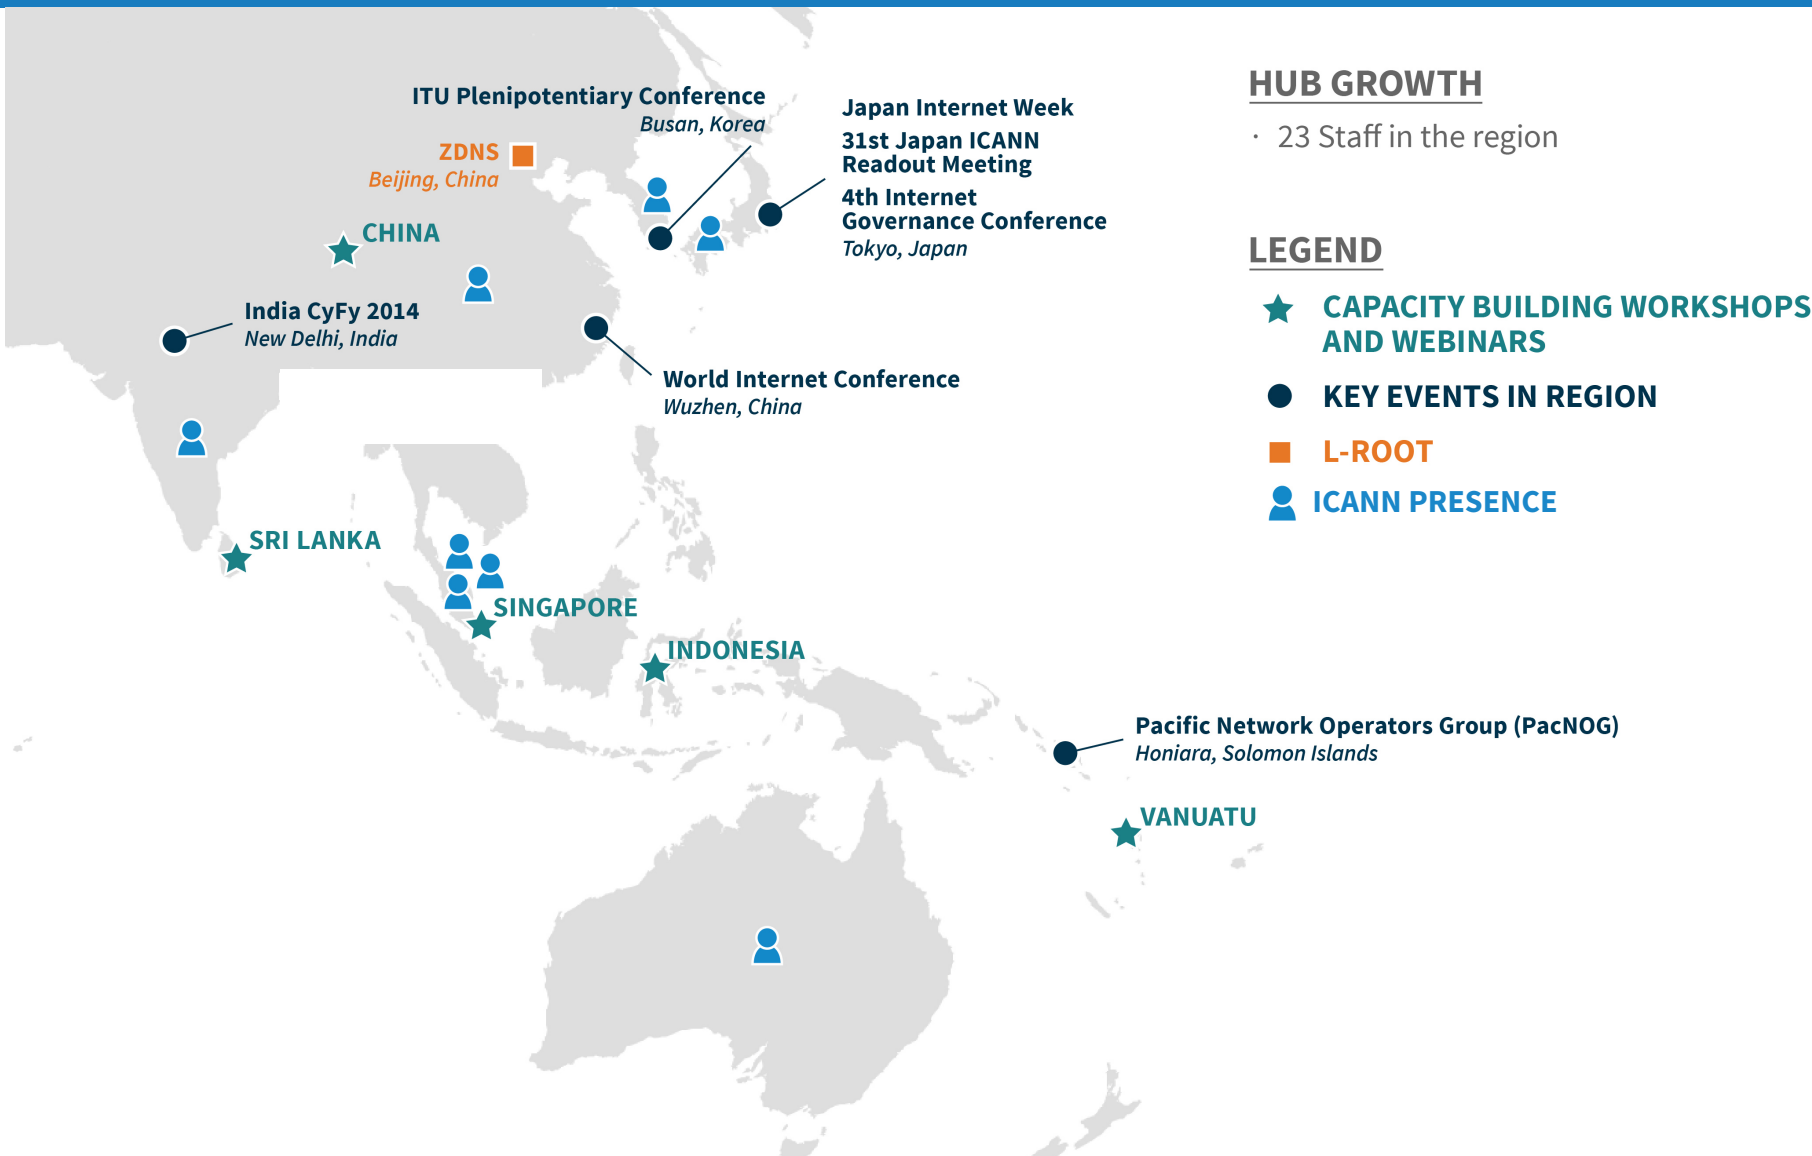 ITU Plenipotentiary Conference
Busan, Korea
Japan Internet Week
31st Japan ICANN
Readout Meeting
4th Internet
Governance Conference
Tokyo, Japan
ZDNS
Beijing, China
CHINA
India CyFy 2014
New Delhi, India
World Internet Conference
Wuzhen, China
SRI LANKA
SINGAPORE
INDONESIA
Pacific Network Operators Group (PacNOG)
Honiara, Solomon Islands
VANUATU
HUB GROWTH
· 23 Staff in the region
LEGEND
CAPACITY BUILDING WORKSHOPS
AND WEBINARS
KEY EVENTS IN REGION
L-ROOT
ICANN PRESENCE